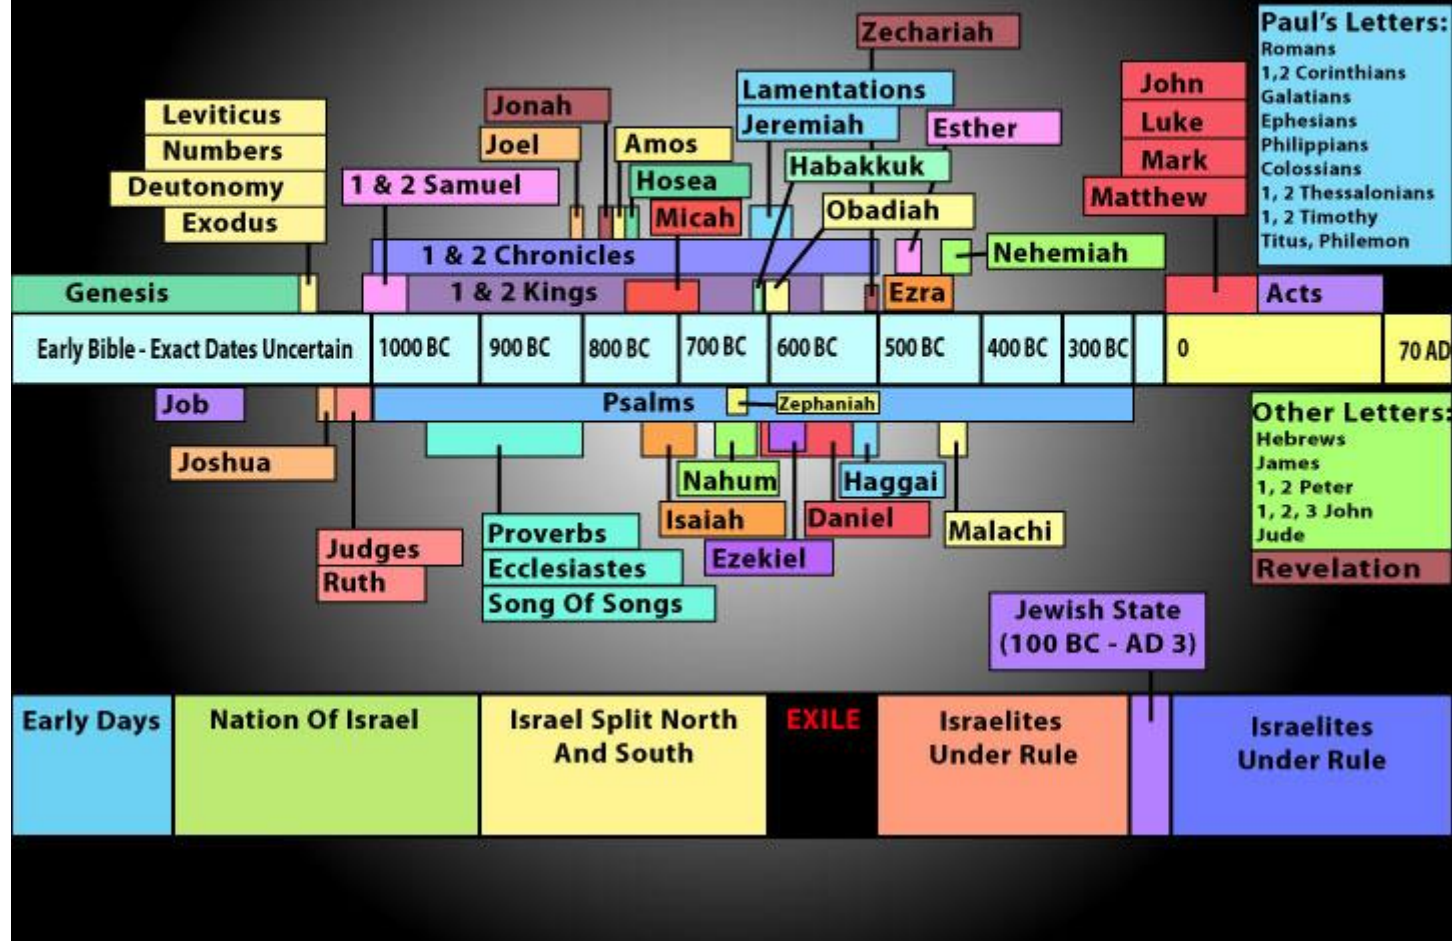 Zechariah
Paul's Letters:
Romans
1,2 Corinthians
Galatians
Ephesians
Philippians
Colossians
1, 2 Thessalonians
1, 2 Timothy
Titus, Philemon
John
Luke
Mark
Matthew
Lamentations
Jeremiah
Esther
Jonah
Joel
Amos
Habakkuk
Hosea
Obadiah
Micah
Leviticus
Numbers
Deutonomy
Exodus
1 & 2 Samuel
1 & 2 Chronicles
Nehemiah
Genesis
1 & 2 Kings
Ezra
Acts
Early Bible - Exact Dates Uncertain
1000 BC
900 BC
800 BC
700 BC
600 BC
500 BC
400 BC
300 BC
0
70 AD
Job
Psalms
Zephaniah
Joshua
Nahum
Haggai
Isaiah
Daniel
Malachi
Judges
Ruth
Proverbs
Ecclesiastes
Song Of Songs
Ezekiel
Other Letters:
Hebrews
James
1, 2 Peter
1, 2, 3 John
Jude
Revelation
Jewish State
(100 BC - AD 3)
Early Days
Nation Of Israel
Israel Split North
And South
EXILE
Israelites
Under Rule
Israelites
Under Rule